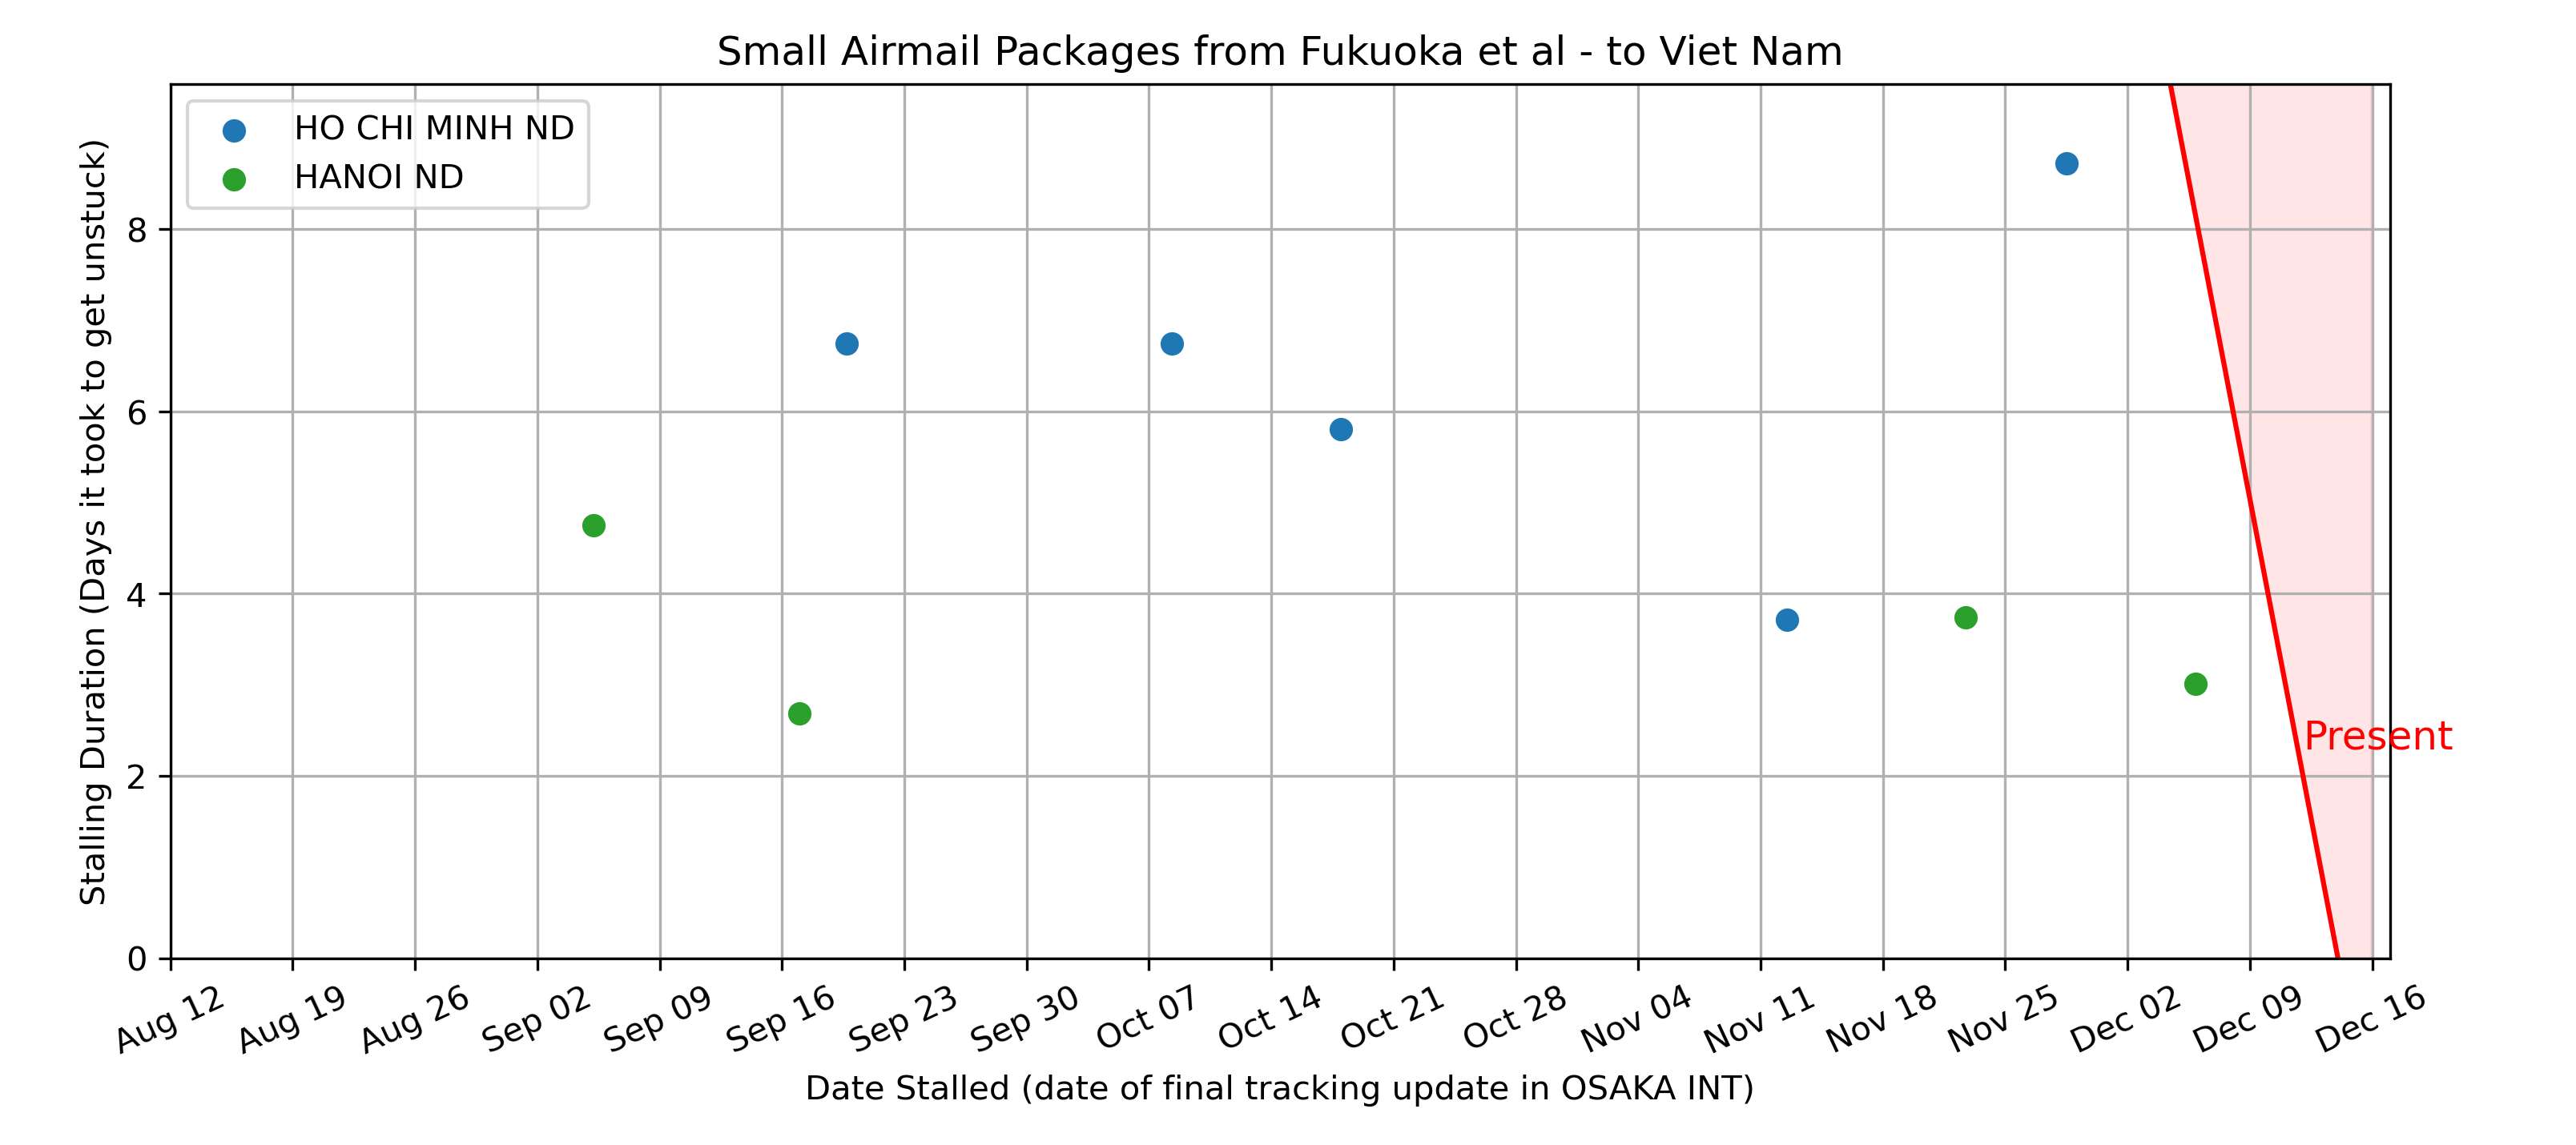 Small Airmail Packages from Fukuoka et al - to Viet Nam
HO CHI MINH ND
HANOI ND
Stalling Duration (Days it took to get unstuck)
8
6
4
2
0
Present
Aug 12
Aug 19
Aug 26
Sep 02
Sep 09
Sep 16
Sep 23
Sep 30
Oct 07
Oct 14
Oct 21
Oct 28
Nov 04
Nov 11
Nov 18
Nov 25
Dec 02
Dec 09
Dec 16
Date Stalled (date of final tracking update in OSAKA INT)